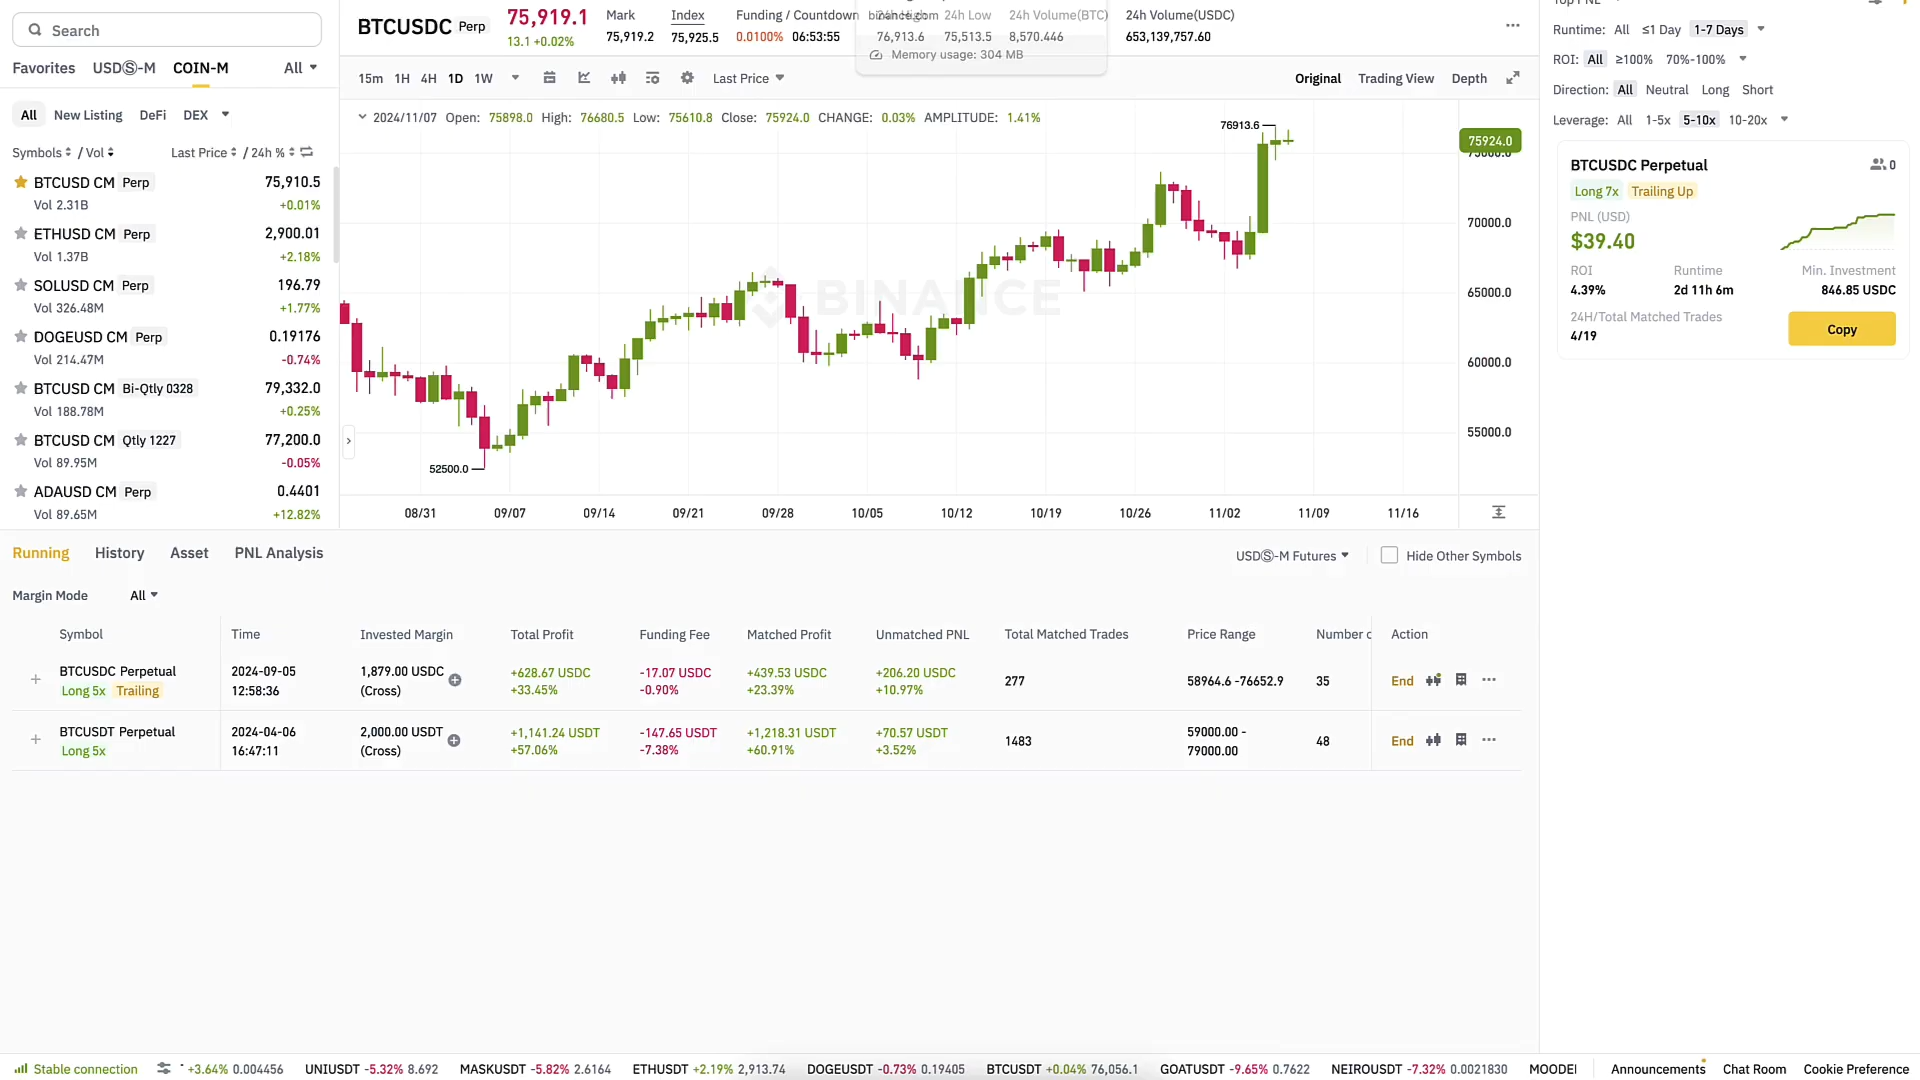 Search
Favorites USDⓈ-M COIN-M All
All New Listing DeFi DEX
Symbols / Vol Last Price / 24h %
BTCUSD CM Perp 75,910.5
Vol 2.31B +0.01%
ETHUSD CM Perp 2,900.01
Vol 1.37B +2.18%
SOLUSD CM Perp 196.79
Vol 326.48M +1.77%
DOGEUSD CM Perp 0.19176
Vol 214.47M -0.74%
BTCUSD CM Bi-Qtly 0328 79,332.0
Vol 188.78M +0.25%
BTCUSD CM Qtly 1227 77,200.0
Vol 89.95M -0.05%
ADAUSD CM Perp 0.4401
Vol 89.65M +12.82%
BTCUSDC Perp
75,919.1
13.1 +0.02%
Mark
75,919.2
Index
75,925.5
Funding / Countdown
0.0100% 06:53:55
24h High
76,913.6
24h Low
75,513.5
24h Volume(BTC)
8,570.446
24h Volume(USDC)
653,139,757.60
binance.com
Memory usage: 304 MB
15m 1H 4H 1D 1W Last Price Original Trading View Depth
2024/11/07 Open: 75898.0 High: 76680.5 Low: 75610.8 Close: 75924.0 CHANGE: 0.03% AMPLITUDE: 1.41%
76913.6
75924.0
70000.0
65000.0
60000.0
55000.0
BINANCE
52500.0
08/31 09/07 09/14 09/21 09/28 10/05 10/12 10/19 10/26 11/02 11/09 11/16
Runtime: All ≤1 Day 1-7 Days
ROI: All ≥100% 70%-100%
Direction: All Neutral Long Short
Leverage: All 1-5x 5-10x 10-20x
BTCUSDC Perpetual 0
Long 7x Trailing Up
PNL (USD)
$39.40
ROI Runtime Min. Investment
4.39% 2d 11h 6m 846.85 USDC
24H/Total Matched Trades
4/19
Copy
Running History Asset PNL Analysis USDⓈ-M Futures Hide Other Symbols
Margin Mode All
Symbol Time Invested Margin Total Profit Funding Fee Matched Profit Unmatched PNL Total Matched Trades Price Range Number Action
BTCUSDC Perpetual 2024-09-05 1,879.00 USDC +628.67 USDC -17.07 USDC +439.53 USDC +206.20 USDC 277 58964.6 -76652.9 35 End
Long 5x Trailing 12:58:36 (Cross) +33.45% -0.90% +23.39% +10.97%
BTCUSDT Perpetual 2024-04-06 2,000.00 USDT +1,141.24 USDT -147.65 USDT +1,218.31 USDT +70.57 USDT 1483 59000.00 - 48 End
Long 5x 16:47:11 (Cross) +57.06% -7.38% +60.91% +3.52% 79000.00
Stable connection +3.64% 0.004456 UNIUSDT -5.32% 8.692 MASKUSDT -5.82% 2.6164 ETHUSDT +2.19% 2,913.74 DOGEUSDT -0.73% 0.19405 BTCUSDT +0.04% 76,056.1 GOATUSDT -9.65% 0.7622 NEIROUSDT -7.32% 0.0021830 Announcements Chat Room Cookie Preference